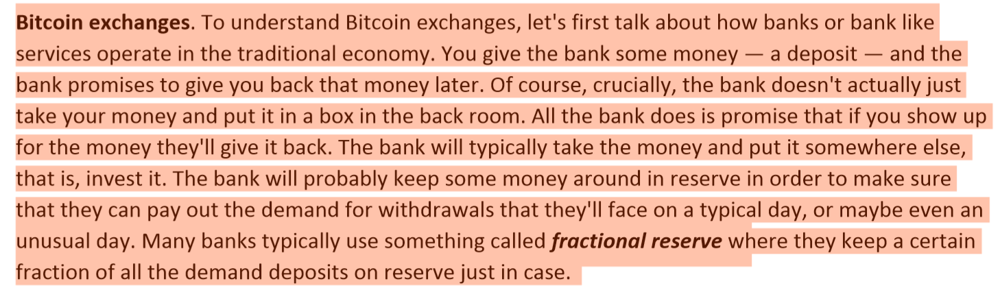 Bitcoin exchanges. To understand Bitcoin exchanges, let's first talk about how banks or bank like
services operate in the traditional economy. You give the bank some money — a deposit — and the
bank promises to give you back that money later. Of course, crucially, the bank doesn't actually just
take your money and put it in a box in the back room. All the bank does is promise that if you show up
for the money they'll give it back. The bank will typically take the money and put it somewhere else,
that is, invest it. The bank will probably keep some money around in reserve in order to make sure
that they can pay out the demand for withdrawals that they'll face on a typical day, or maybe even an
unusual day. Many banks typically use something called fractional reserve where they keep a certain
fraction of all the demand deposits on reserve just in case.